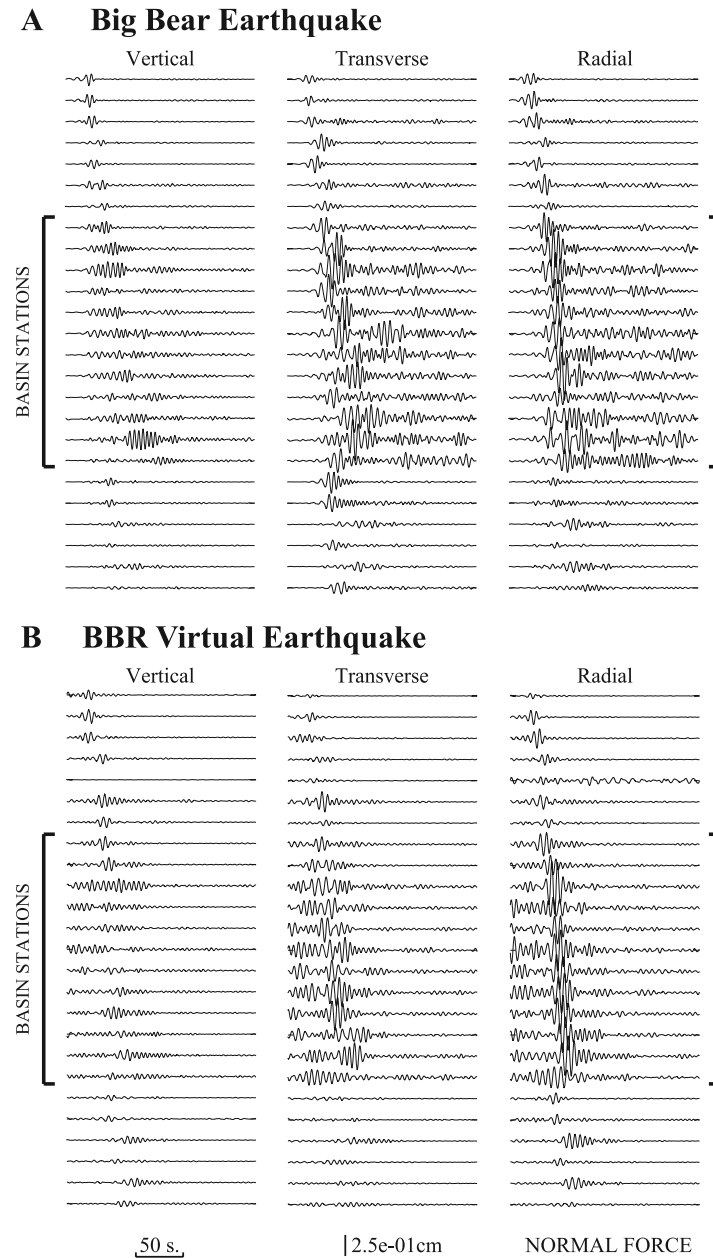 A Big Bear Earthquake
Vertical Transverse Radial
BASIN STATIONS
B BBR Virtual Earthquake
Vertical Transverse Radial
BASIN STATIONS
50 s. 2.5e-01cm NORMAL FORCE